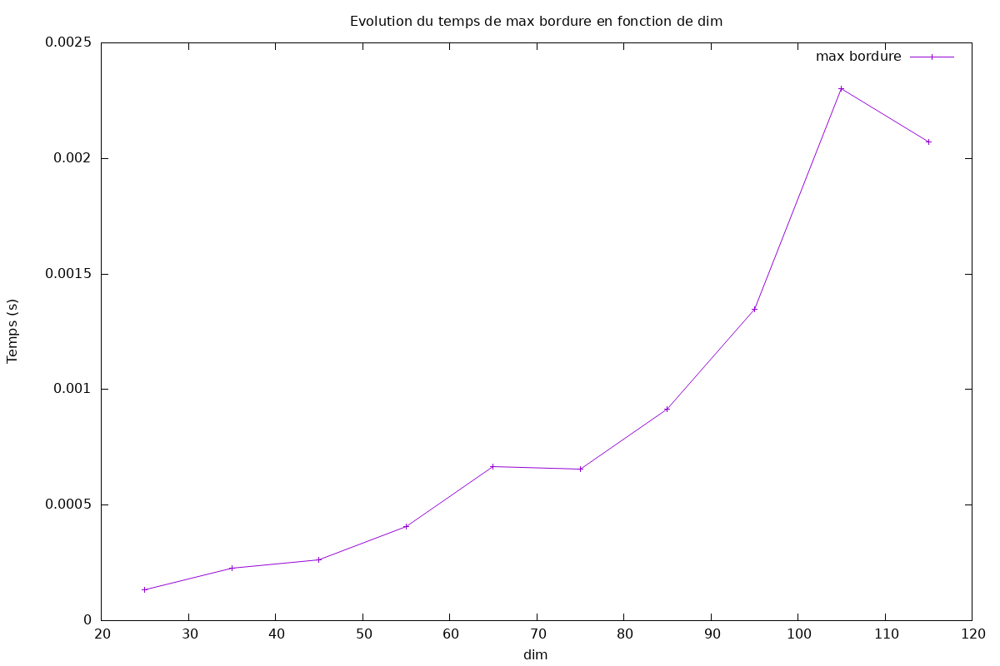 Evolution du temps de max bordure en fonction de dim
max bordure
0.0025
0.002
0.0015
0.001
0.0005
0
Temps (s)
20 30 40 50 60 70 80 90 100 110 120
dim